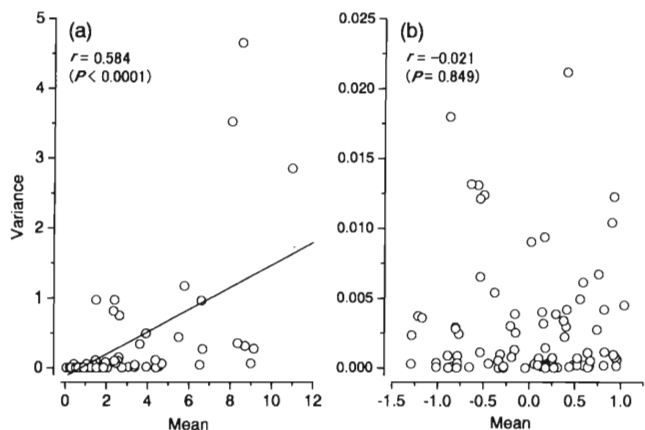 (a)
r = 0.584
(P < 0.0001)
5
4
3
2
1
0
Variance
0 2 4 6 8 10 12
Mean
(b)
r = -0.021
(P = 0.849)
0.025
0.020
0.015
0.010
0.005
0.000
-1.5 -1.0 -0.5 0.0 0.5 1.0
Mean